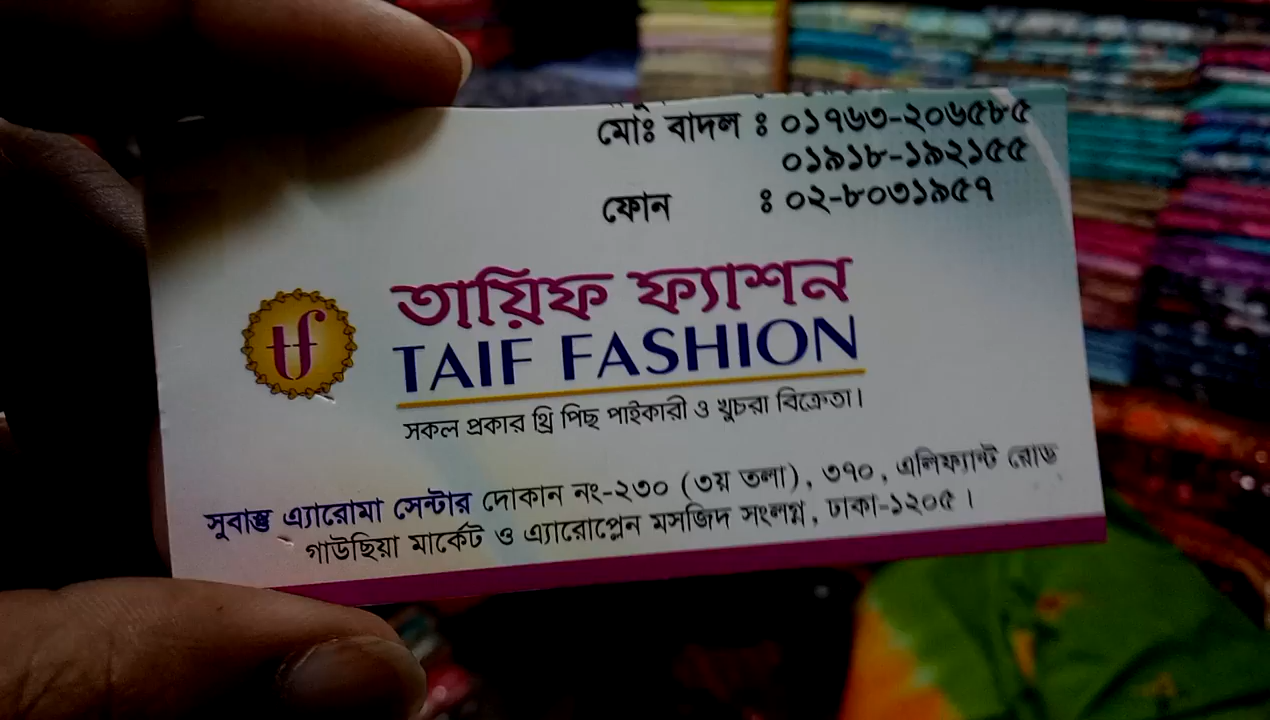 মোঃ বাদল : ০১৭৬৩-২০৬৫৮৫
০১৯১৮-১৯২১৫৫
ফোন : ০২-৮০৩১৯৫৭
তায়িফ ফ্যাশন
tf
TAIF FASHION
সকল প্রকার থ্রি পিছ পাইকারী ও খুচরা বিক্রেতা।
সুবাস্তু এ্যারোমা সেন্টার দোকান নং-২৩০ (৩য় তলা), ৩৭০, এলিফ্যান্ট রোড
গাউছিয়া মার্কেট ও এ্যারোপ্লেন মসজিদ সংলগ্ন, ঢাকা-১২০৫।